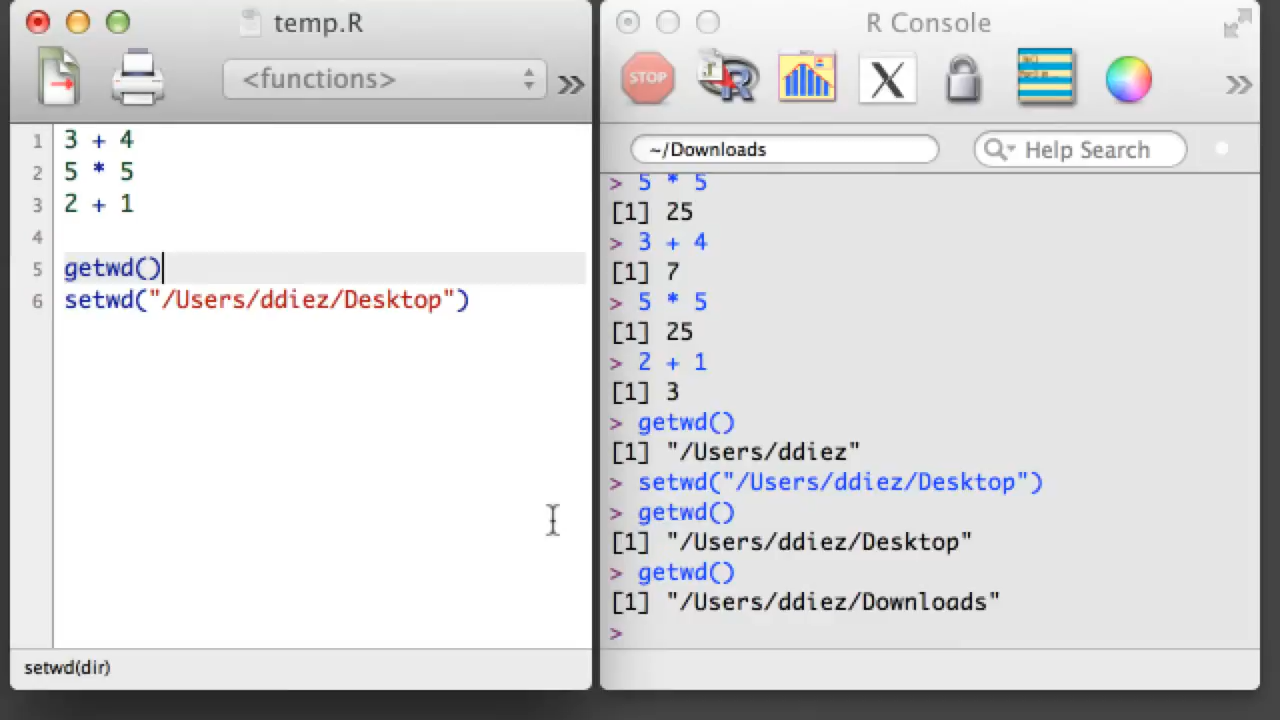 temp.R
<functions>
1 3 + 4
2 5 * 5
3 2 + 1
4
5 getwd()
6 setwd("/Users/ddiez/Desktop")
setwd(dir)
R Console
STOP
R
X
~/Downloads
Help Search
> 5 * 5
[1] 25
> 3 + 4
[1] 7
> 5 * 5
[1] 25
> 2 + 1
[1] 3
> getwd()
[1] "/Users/ddiez"
> setwd("/Users/ddiez/Desktop")
> getwd()
[1] "/Users/ddiez/Desktop"
> getwd()
[1] "/Users/ddiez/Downloads"
>